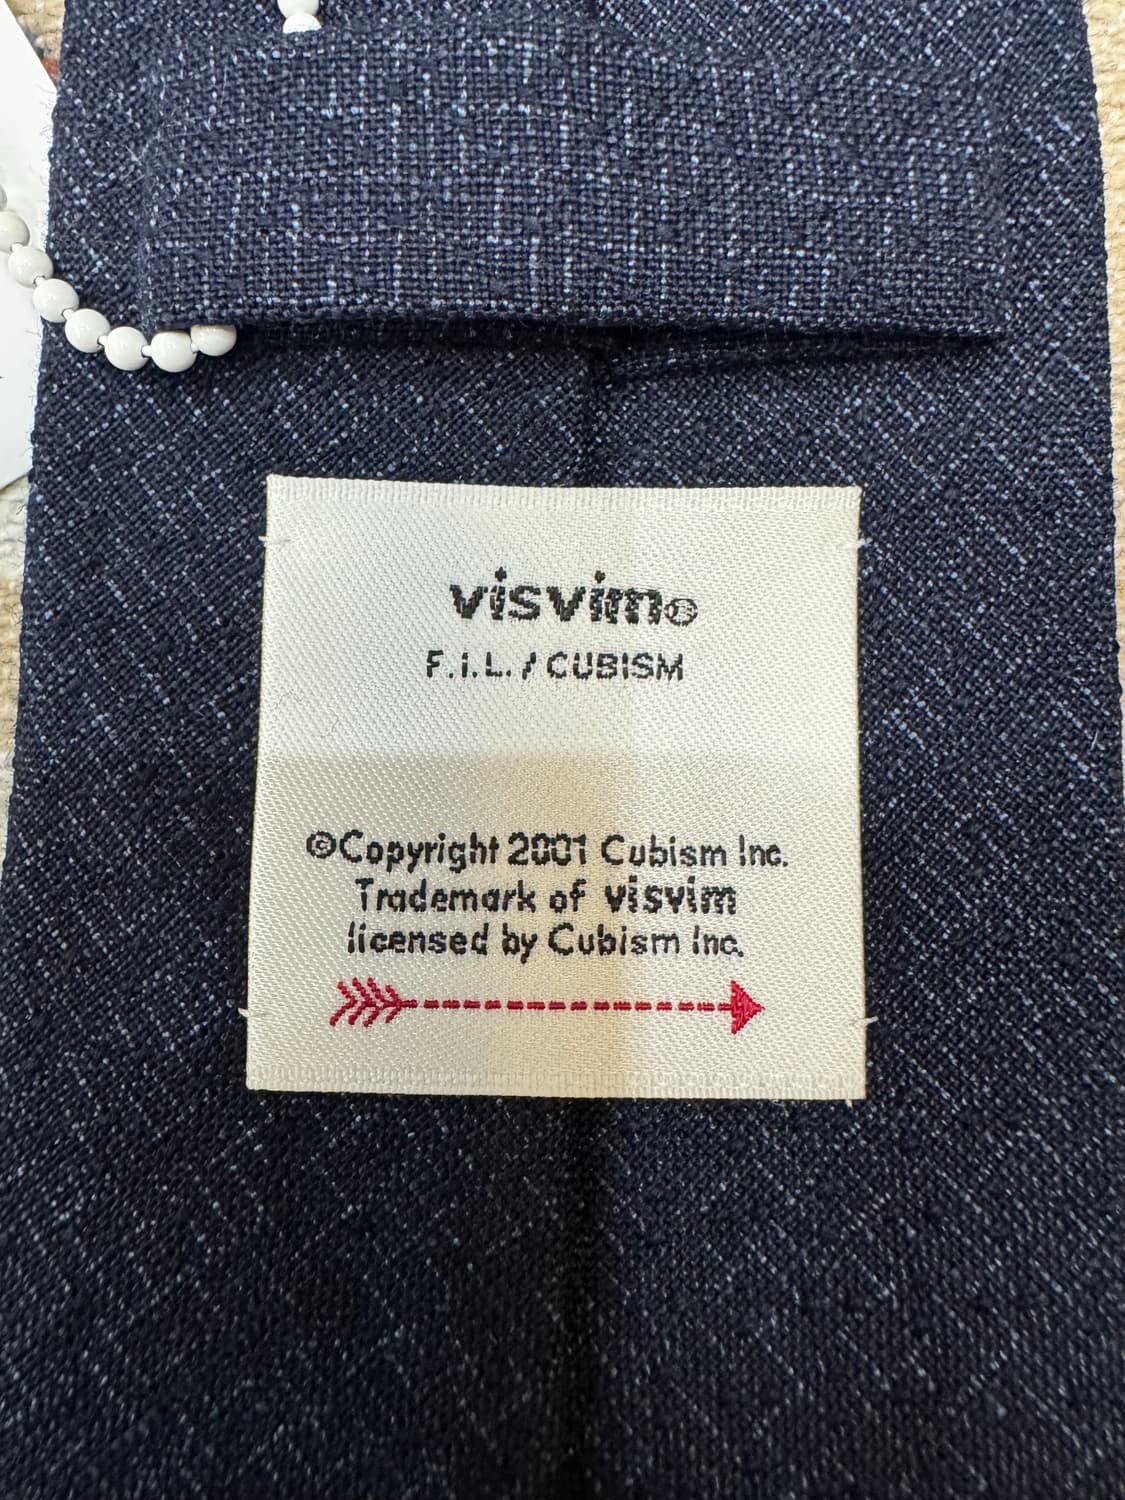 visvim®
F.i.L. / CUBISM
©Copyright 2001 Cubism Inc.
Trademark of visvim
licensed by Cubism Inc.